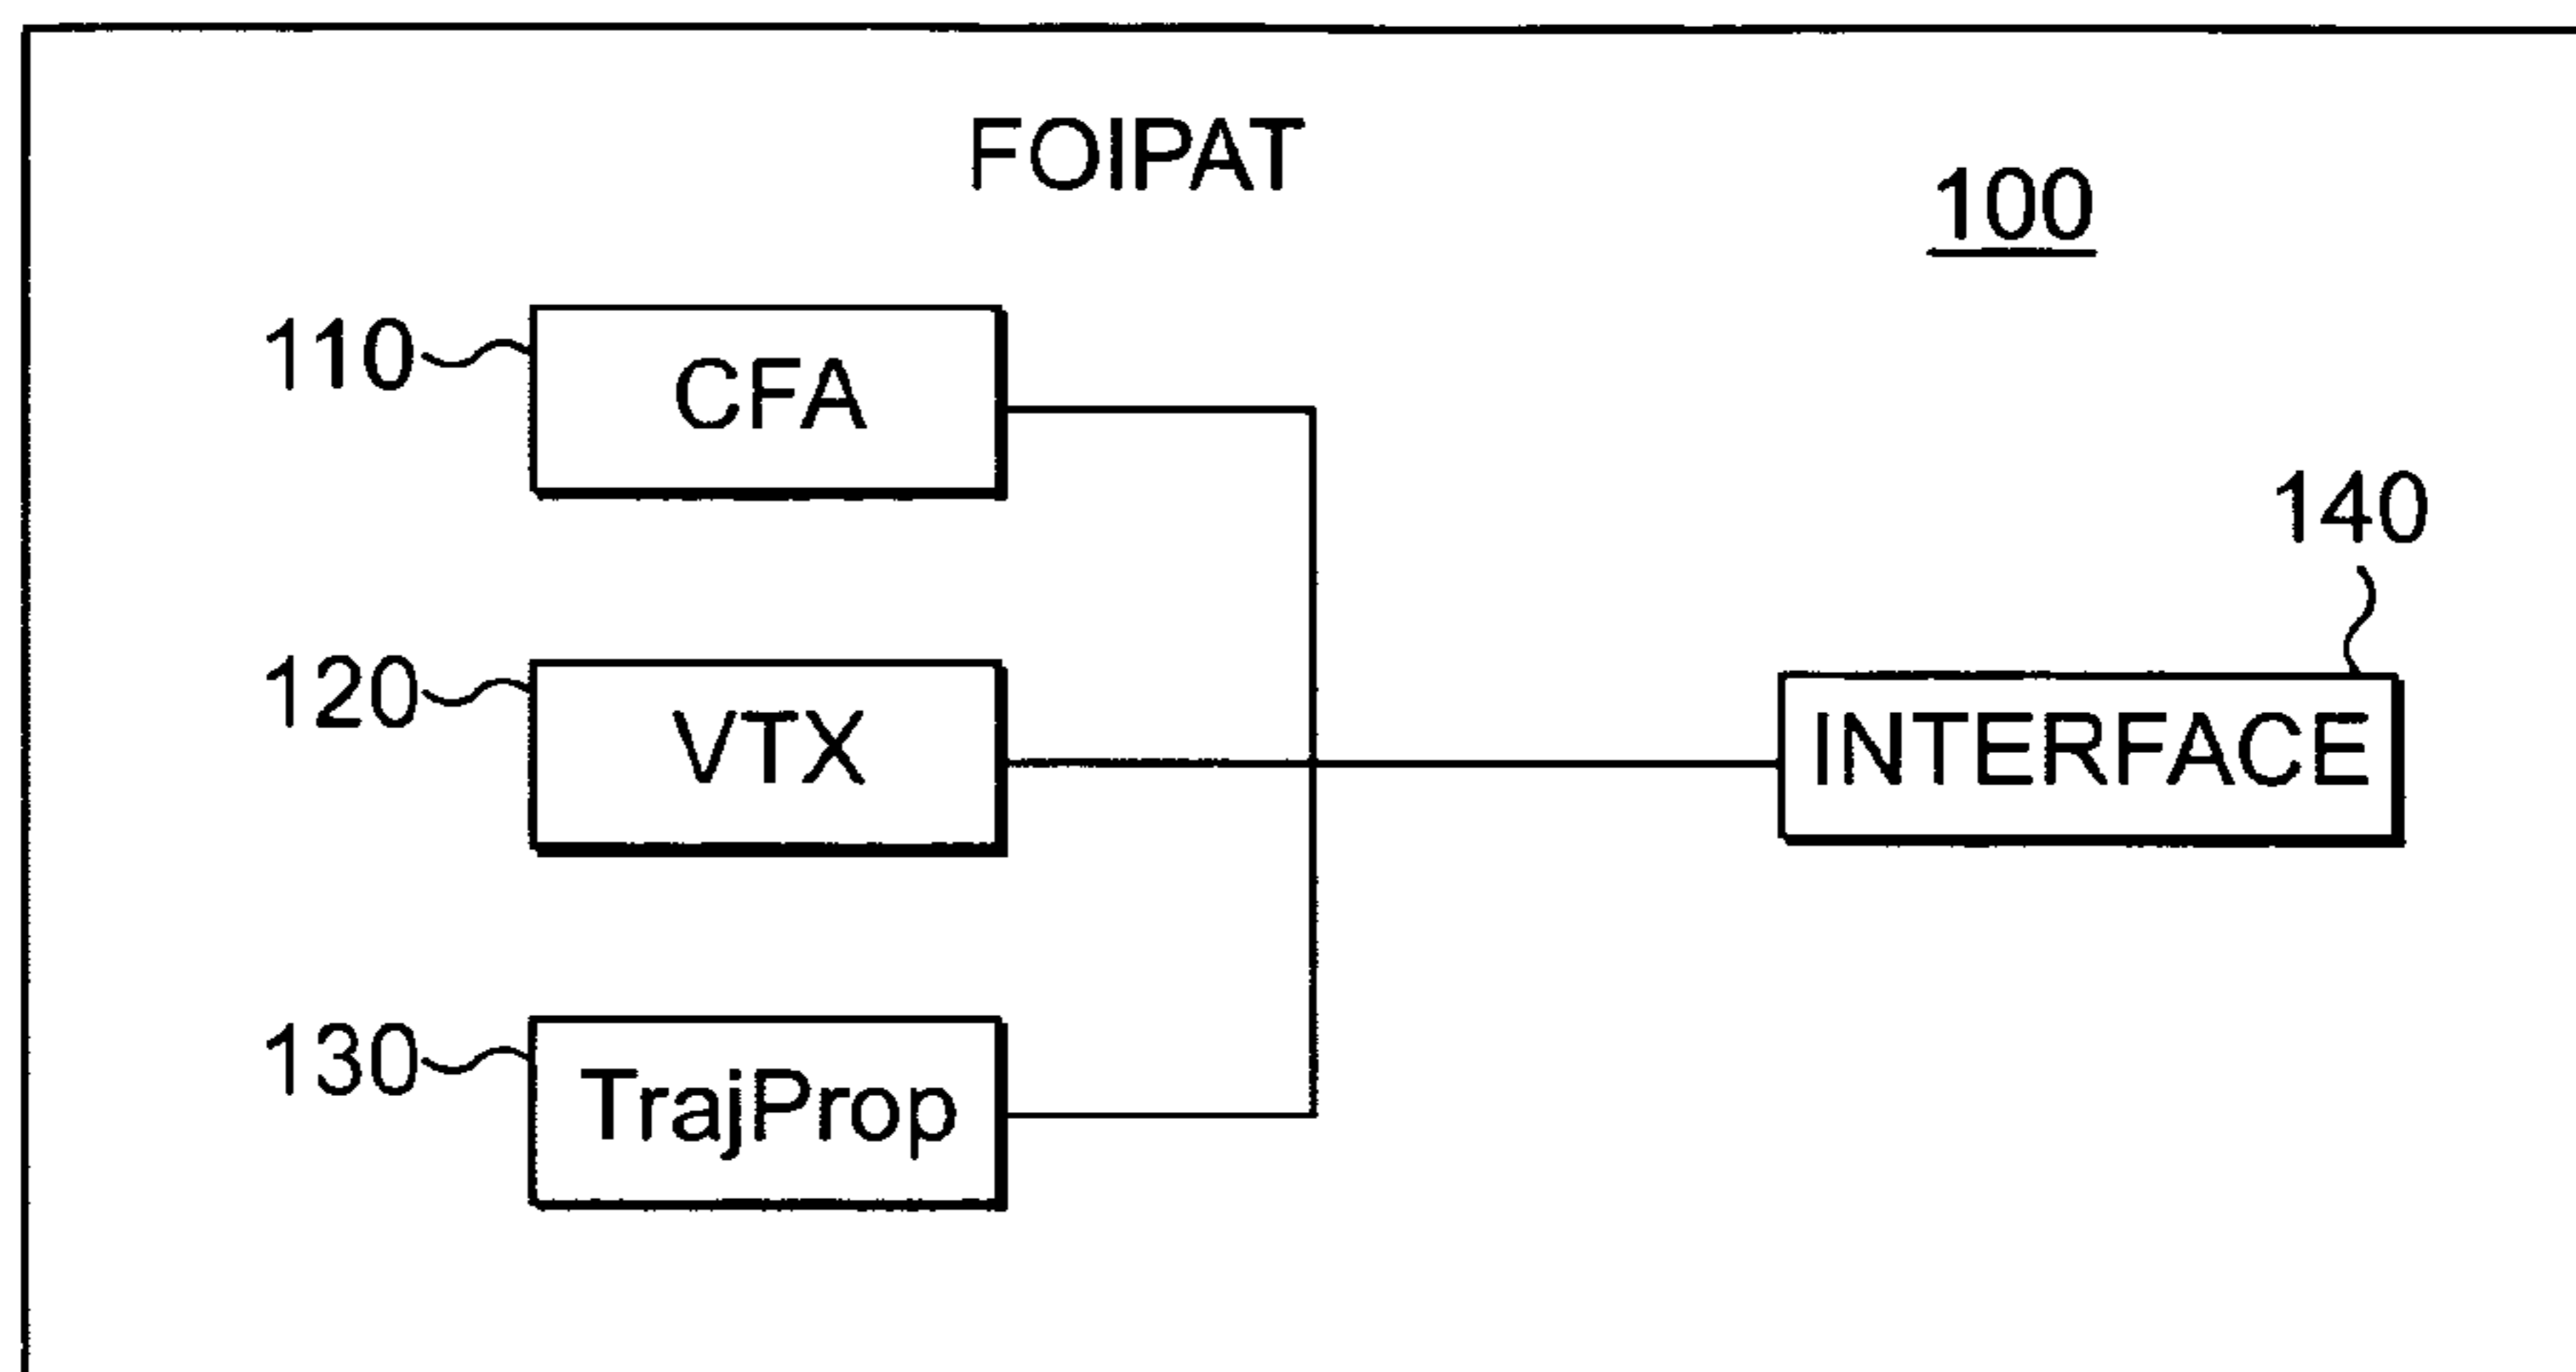 FOIPAT
100
110
CFA
140
120
VTX
INTERFACE
130
TrajProp